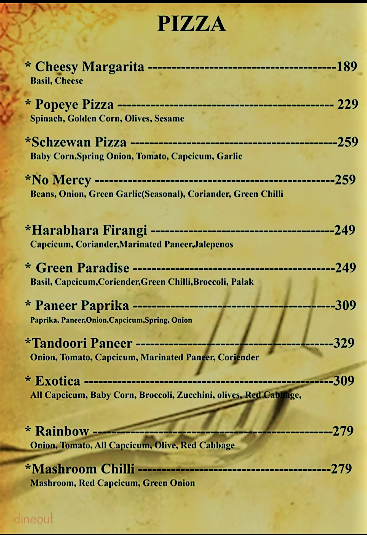 PIZZA
* Cheesy Margarita ----------------------------------------189
Basil, Cheese
* Popeye Pizza ---------------------------------------------- 229
Spinach, Golden Corn, Olives, Sesame
*Schzewan Pizza -------------------------------------------259
Baby Corn,Spring Onion, Tomato, Capcicum, Garlic
*No Mercy ---------------------------------------------------259
Beans, Onion, Green Garlic(Seasonal), Coriander, Green Chilli
*Harabhara Firangi ----------------------------------------249
Capcicum, Coriander,Marinated Paneer,Jalepenos
* Green Paradise -------------------------------------------249
Basil, Capcicum,Coriender,Green Chilli,Broccoli, Palak
* Paneer Paprika -------------------------------------------309
Paprika, Paneer,Onion,Capcicum,Spring, Onion
*Tandoori Paneer ------------------------------------------329
Onion, Tomato, Capcicum, Marinated Paneer, Coriender
* Exotica -----------------------------------------------------309
All Capcicum, Baby Corn, Broccoli, Zucchini, olives, Red Cabbage,
* Rainbow ----------------------------------------------------279
Onion, Tomato, All Capcicum, Olive, Red Cabbage
*Mashroom Chilli -----------------------------------------279
Mashroom, Red Capcicum, Green Onion
dineout